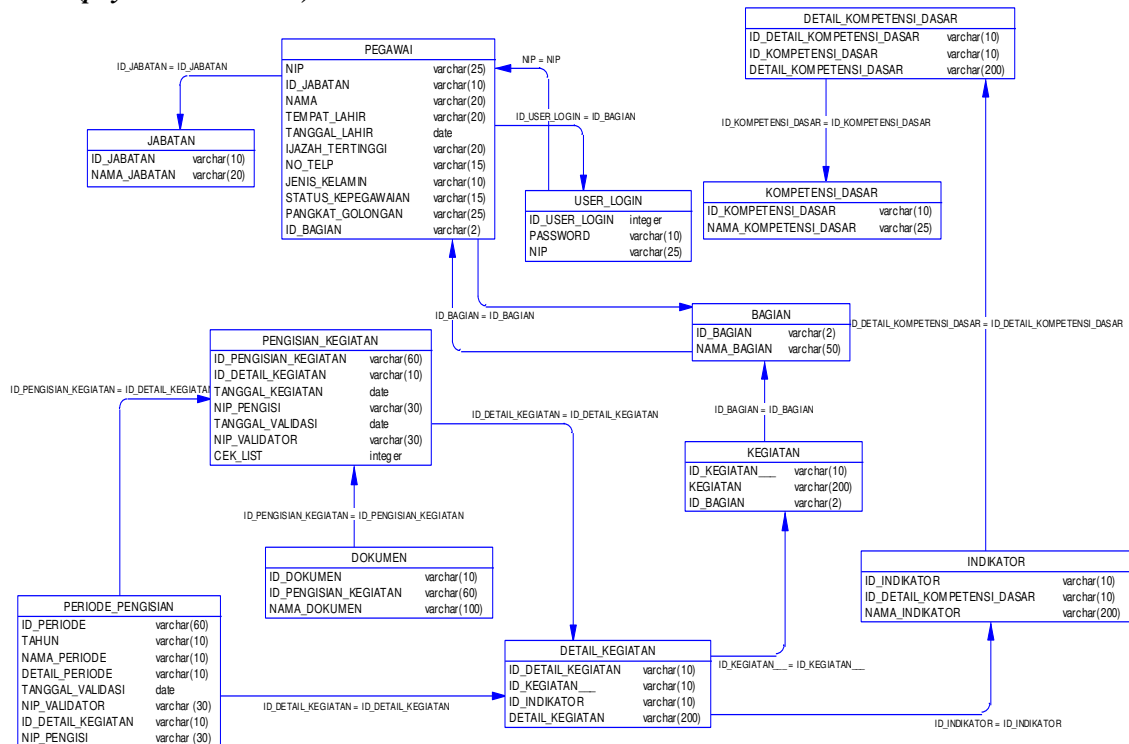 DETAIL_KOMPETENSI_DASAR
ID_DETAIL_KOMPETENSI_DASAR varchar(10)
ID_KOMPETENSI_DASAR varchar(10)
DETAIL_KOMPETENSI_DASAR varchar(200)
PEGAWAI
NIP varchar(25)
ID_JABATAN varchar(10)
NAMA varchar(20)
TEMPAT_LAHIR varchar(20)
TANGGAL_LAHIR date
IJAZAH_TERTINGGI varchar(20)
NO_TELP varchar(15)
JENIS_KELAMIN varchar(10)
STATUS_KEPEGAWAIAN varchar(15)
PANGKAT_GOLONGAN varchar(25)
ID_BAGIAN varchar(2)
ID_JABATAN = ID_JABATAN
NIP = NIP
ID_USER_LOGIN = ID_BAGIAN
ID_KOMPETENSI_DASAR = ID_KOMPETENSI_DASAR
JABATAN
ID_JABATAN varchar(10)
NAMA_JABATAN varchar(20)
USER_LOGIN
ID_USER_LOGIN integer
PASSWORD varchar(10)
NIP varchar(25)
KOMPETENSI_DASAR
ID_KOMPETENSI_DASAR varchar(10)
NAMA_KOMPETENSI_DASAR varchar(25)
ID_BAGIAN = ID_BAGIAN
BAGIAN
ID_BAGIAN varchar(2)
NAMA_BAGIAN varchar(50)
D_DETAIL_KOMPETENSI_DASAR = ID_DETAIL_KOMPETENSI_DASAR
PENGISIAN_KEGIATAN
ID_PENGISIAN_KEGIATAN varchar(60)
ID_DETAIL_KEGIATAN varchar(10)
TANGGAL_KEGIATAN date
NIP_PENGISI varchar(30)
TANGGAL_VALIDASI date
NIP_VALIDATOR varchar(30)
CEK_LIST integer
ID_PENGISIAN_KEGIATAN = ID_DETAIL_KEGIATAN
ID_DETAIL_KEGIATAN = ID_DETAIL_KEGIATAN
ID_BAGIAN = ID_BAGIAN
KEGIATAN
ID_KEGIATAN___ varchar(10)
KEGIATAN varchar(200)
ID_BAGIAN varchar(2)
ID_PENGISIAN_KEGIATAN = ID_PENGISIAN_KEGIATAN
DOKUMEN
ID_DOKUMEN varchar(10)
ID_PENGISIAN_KEGIATAN varchar(60)
NAMA_DOKUMEN varchar(100)
INDIKATOR
ID_INDIKATOR varchar(10)
ID_DETAIL_KOMPETENSI_DASAR varchar(10)
NAMA_INDIKATOR varchar(200)
PERIODE_PENGISIAN
ID_PERIODE varchar(60)
TAHUN varchar(10)
NAMA_PERIODE varchar(10)
DETAIL_PERIODE varchar(10)
TANGGAL_VALIDASI date
NIP_VALIDATOR varchar (30)
ID_DETAIL_KEGIATAN varchar(10)
NIP_PENGISI varchar (30)
DETAIL_KEGIATAN
ID_DETAIL_KEGIATAN varchar(10)
ID_KEGIATAN___ varchar(10)
ID_INDIKATOR varchar(10)
DETAIL_KEGIATAN varchar(200)
ID_KEGIATAN___ = ID_KEGIATAN___
ID_DETAIL_KEGIATAN = ID_DETAIL_KEGIATAN
ID_INDIKATOR = ID_INDIKATOR